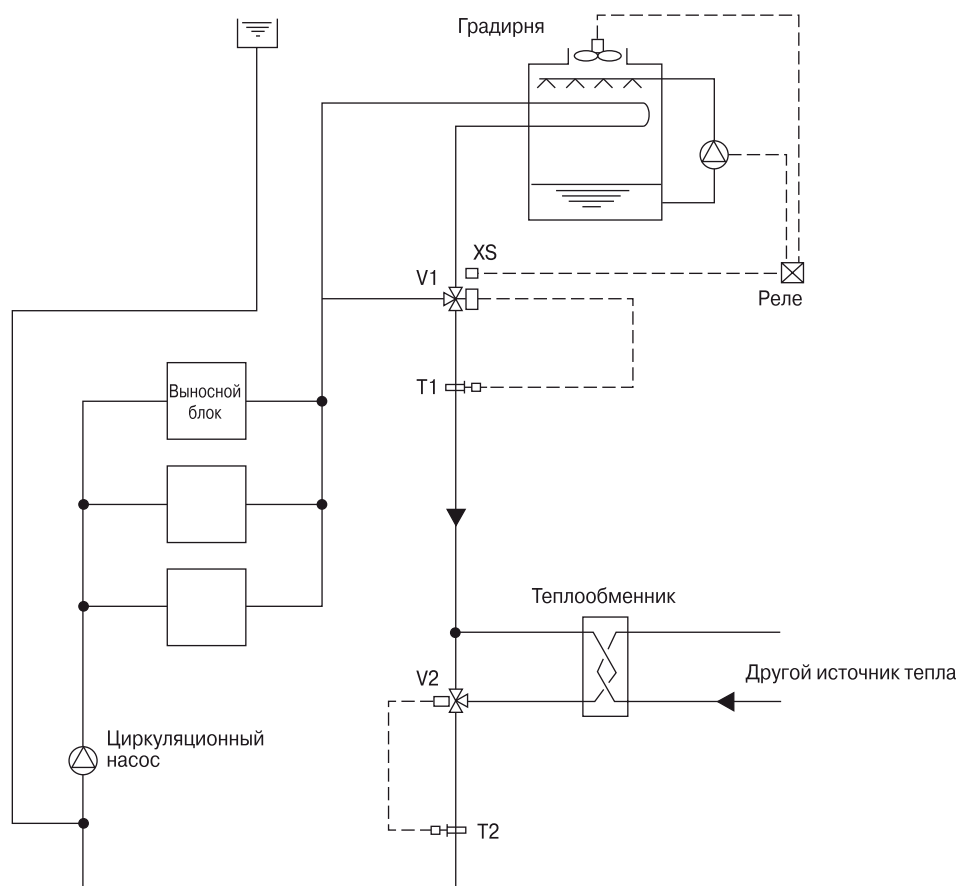 Градирня
XS
V1
Реле
T1
Выносной
блок
Теплообменник
V2
Другой источник тепла
Циркуляционный
насос
T2